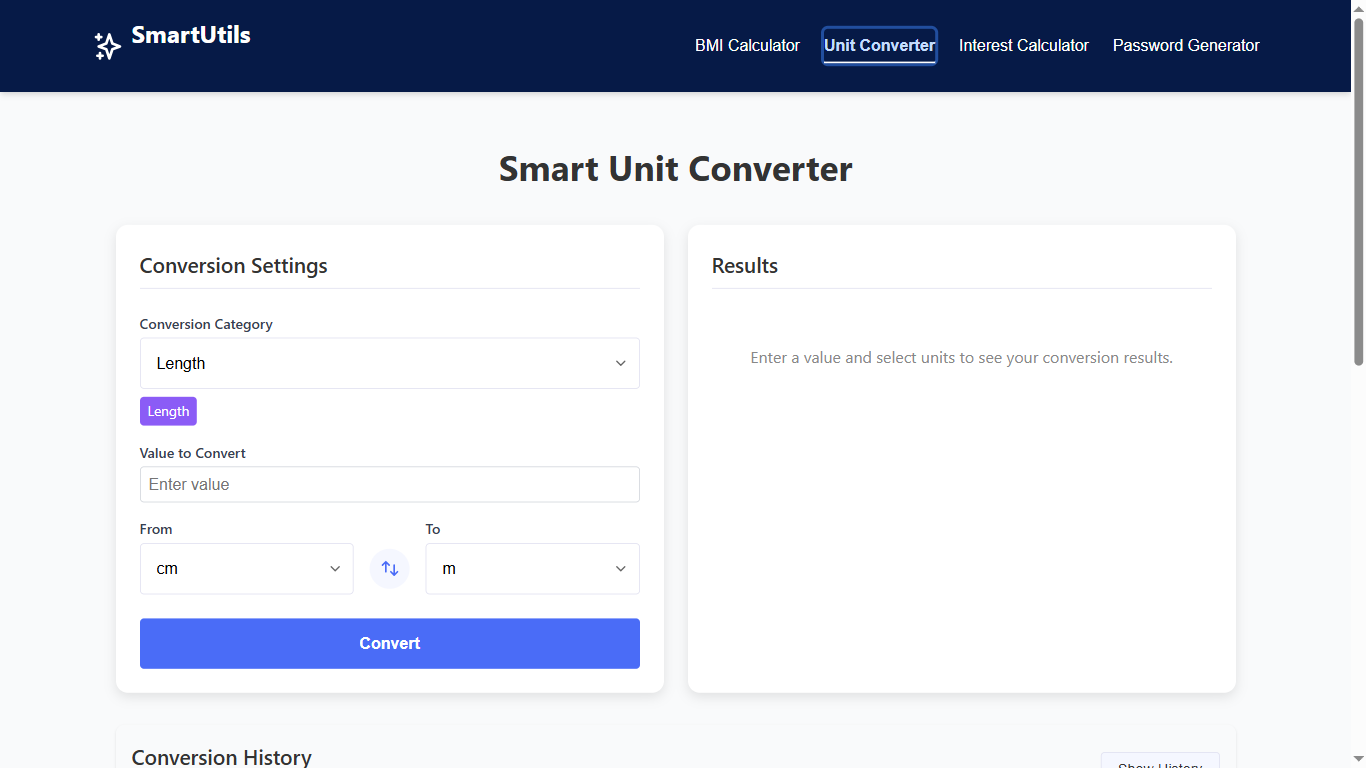 SmartUtils
BMI Calculator
Unit Converter
Interest Calculator
Password Generator
Smart Unit Converter
Conversion Settings
Conversion Category
Length
Length
Value to Convert
Enter value
From
To
cm
m
Convert
Results
Enter a value and select units to see your conversion results.
Conversion History
Show History